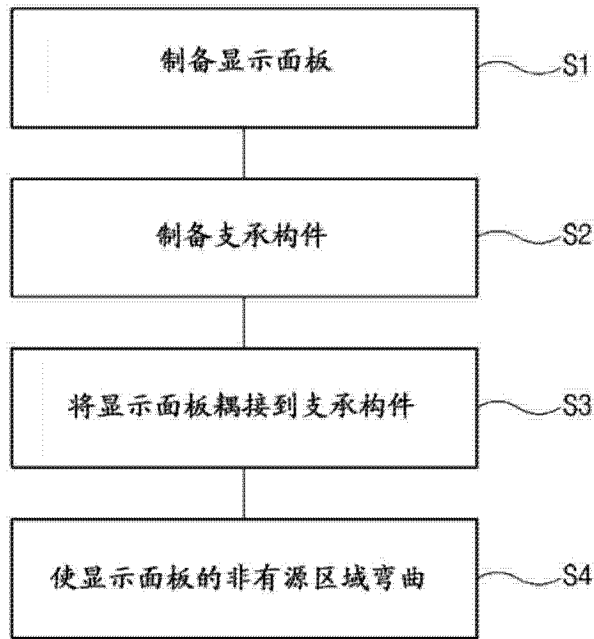 制备显示面板
S1
制备支承构件
S2
将显示面板耦接到支承构件
S3
使显示面板的非有源区域弯曲
S4